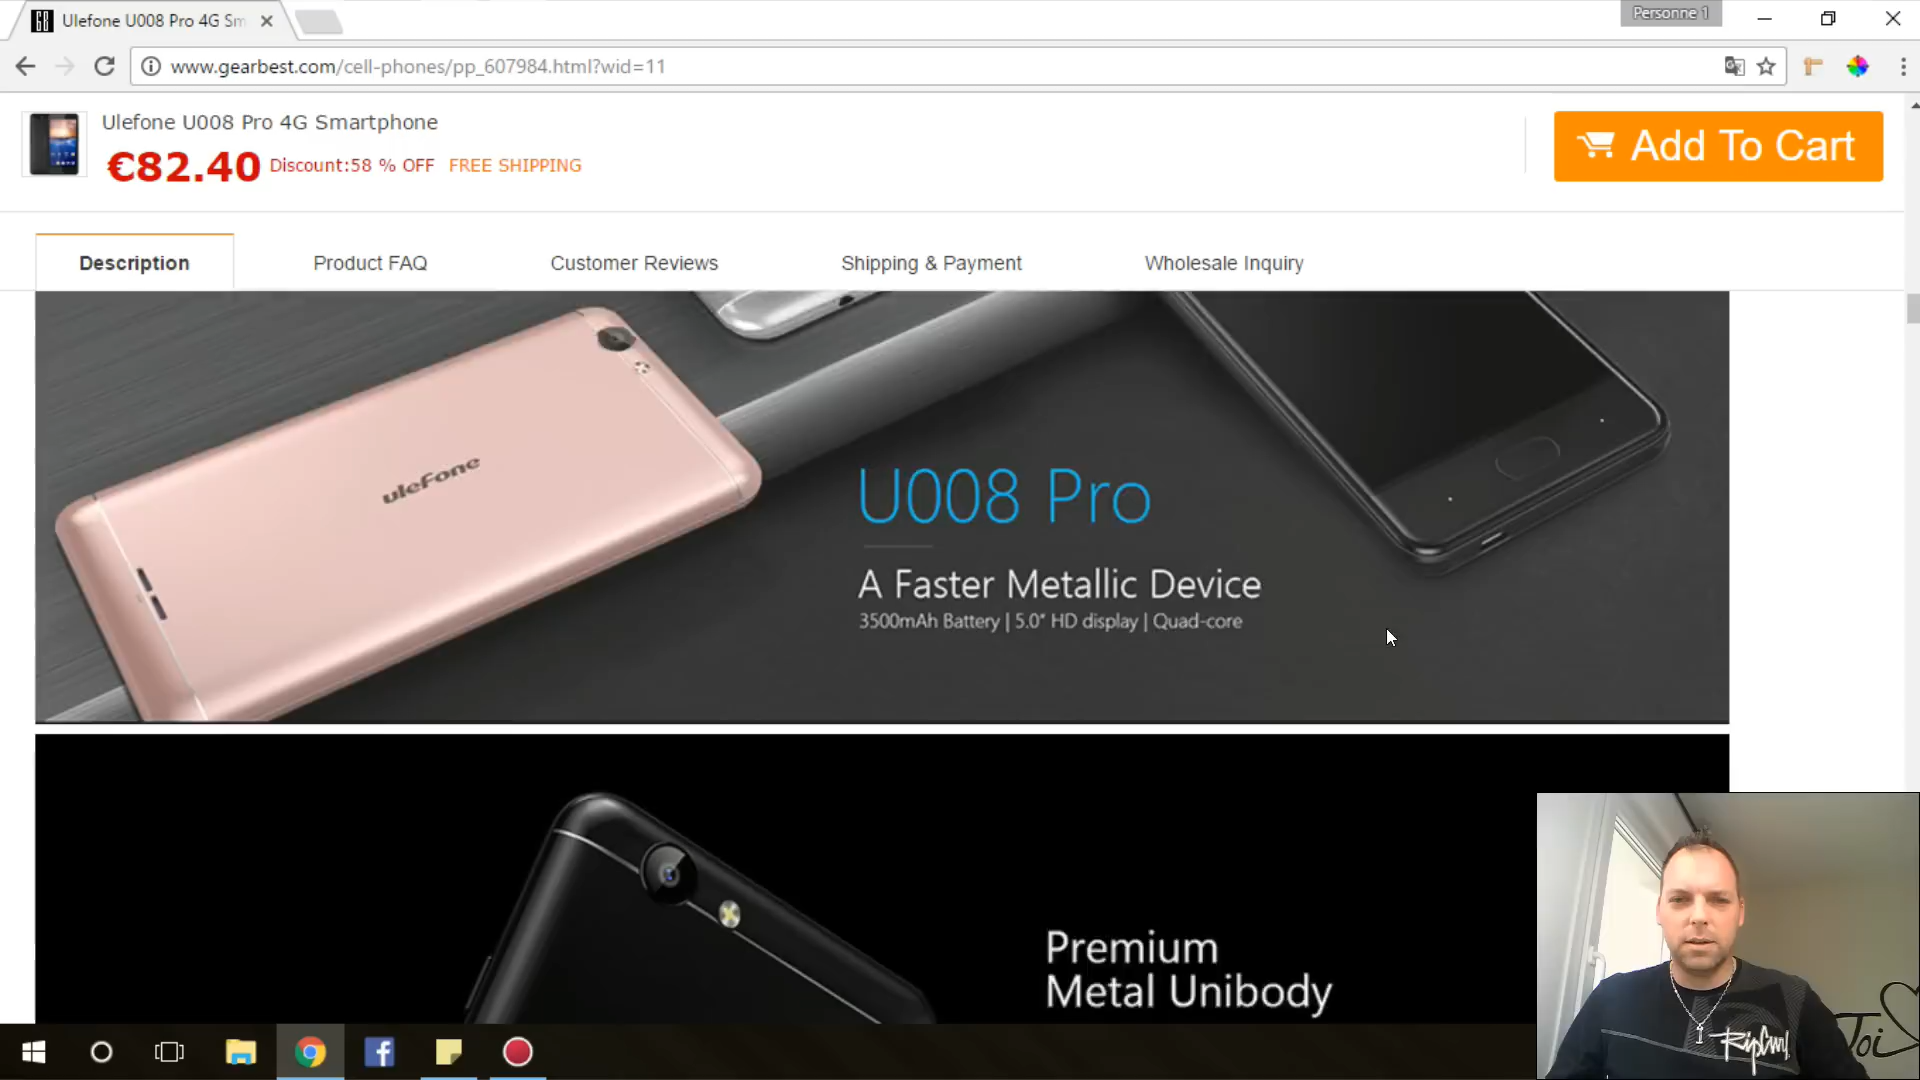 Ulefone U008 Pro 4G Sm
Personne 1
www.gearbest.com/cell-phones/pp_607984.html?wid=11
Ulefone U008 Pro 4G Smartphone
€82.40 Discount:58 % OFF FREE SHIPPING
Add To Cart
Description
Product FAQ
Customer Reviews
Shipping & Payment
Wholesale Inquiry
uleFone
U008 Pro
A Faster Metallic Device
3500mAh Battery | 5.0" HD display | Quad-core
Premium
Metal Unibody
Rip Curl
Toi